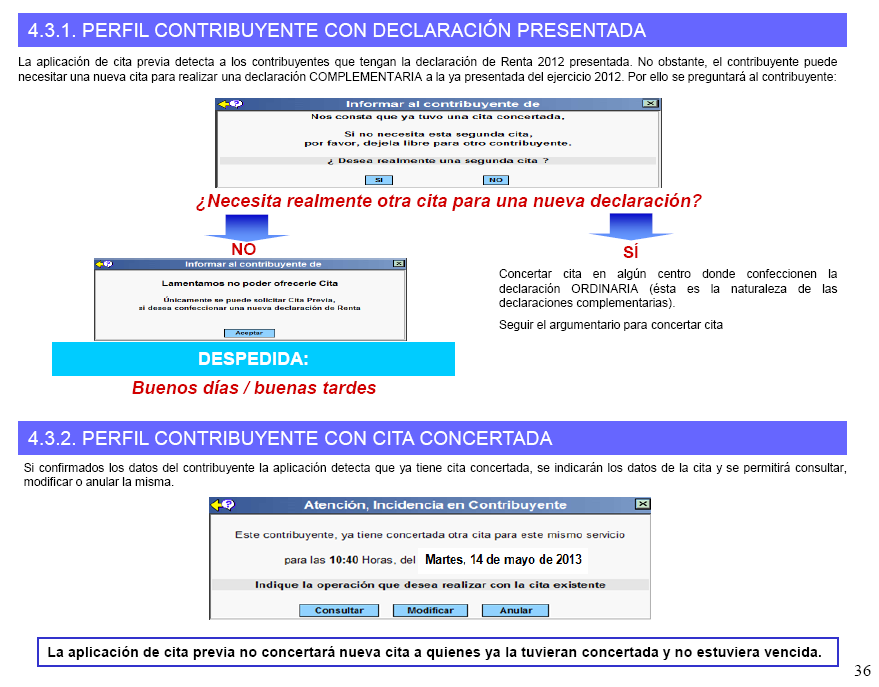 4.3.1. PERFIL CONTRIBUYENTE CON DECLARACIÓN PRESENTADA
La aplicación de cita previa detecta a los contribuyentes que tengan la declaración de Renta 2012 presentada. No obstante, el contribuyente puede
necesitar una nueva cita para realizar una declaración COMPLEMENTARIA a la ya presentada del ejercicio 2012. Por ello se preguntará al contribuyente:
Informar al contribuyente de
Nos consta que ya tuvo una cita concertada,
Si no necesita esta segunda cita,
por favor, dejela libre para otro contribuyente.
¿ Desea realmente una segunda cita ?
SI NO
¿Necesita realmente otra cita para una nueva declaración?
NO
Informar al contribuyente de
Lamentamos no poder ofrecerle Cita
Únicamente se puede solicitar Cita Previa,
si desea confeccionar una nueva declaración de Renta
Aceptar
DESPEDIDA:
Buenos días / buenas tardes
SÍ
Concertar cita en algún centro donde confeccionen la
declaración ORDINARIA (ésta es la naturaleza de las
declaraciones complementarias).
Seguir el argumentario para concertar cita
4.3.2. PERFIL CONTRIBUYENTE CON CITA CONCERTADA
Si confirmados los datos del contribuyente la aplicación detecta que ya tiene cita concertada, se indicarán los datos de la cita y se permitirá consultar,
modificar o anular la misma.
Atención, Incidencia en Contribuyente
Este contribuyente, ya tiene concertada otra cita para este mismo servicio
para las 10:40 Horas, del Martes, 14 de mayo de 2013
Indique la operación que desea realizar con la cita existente
Consultar Modificar Anular
La aplicación de cita previa no concertará nueva cita a quienes ya la tuvieran concertada y no estuviera vencida.
36